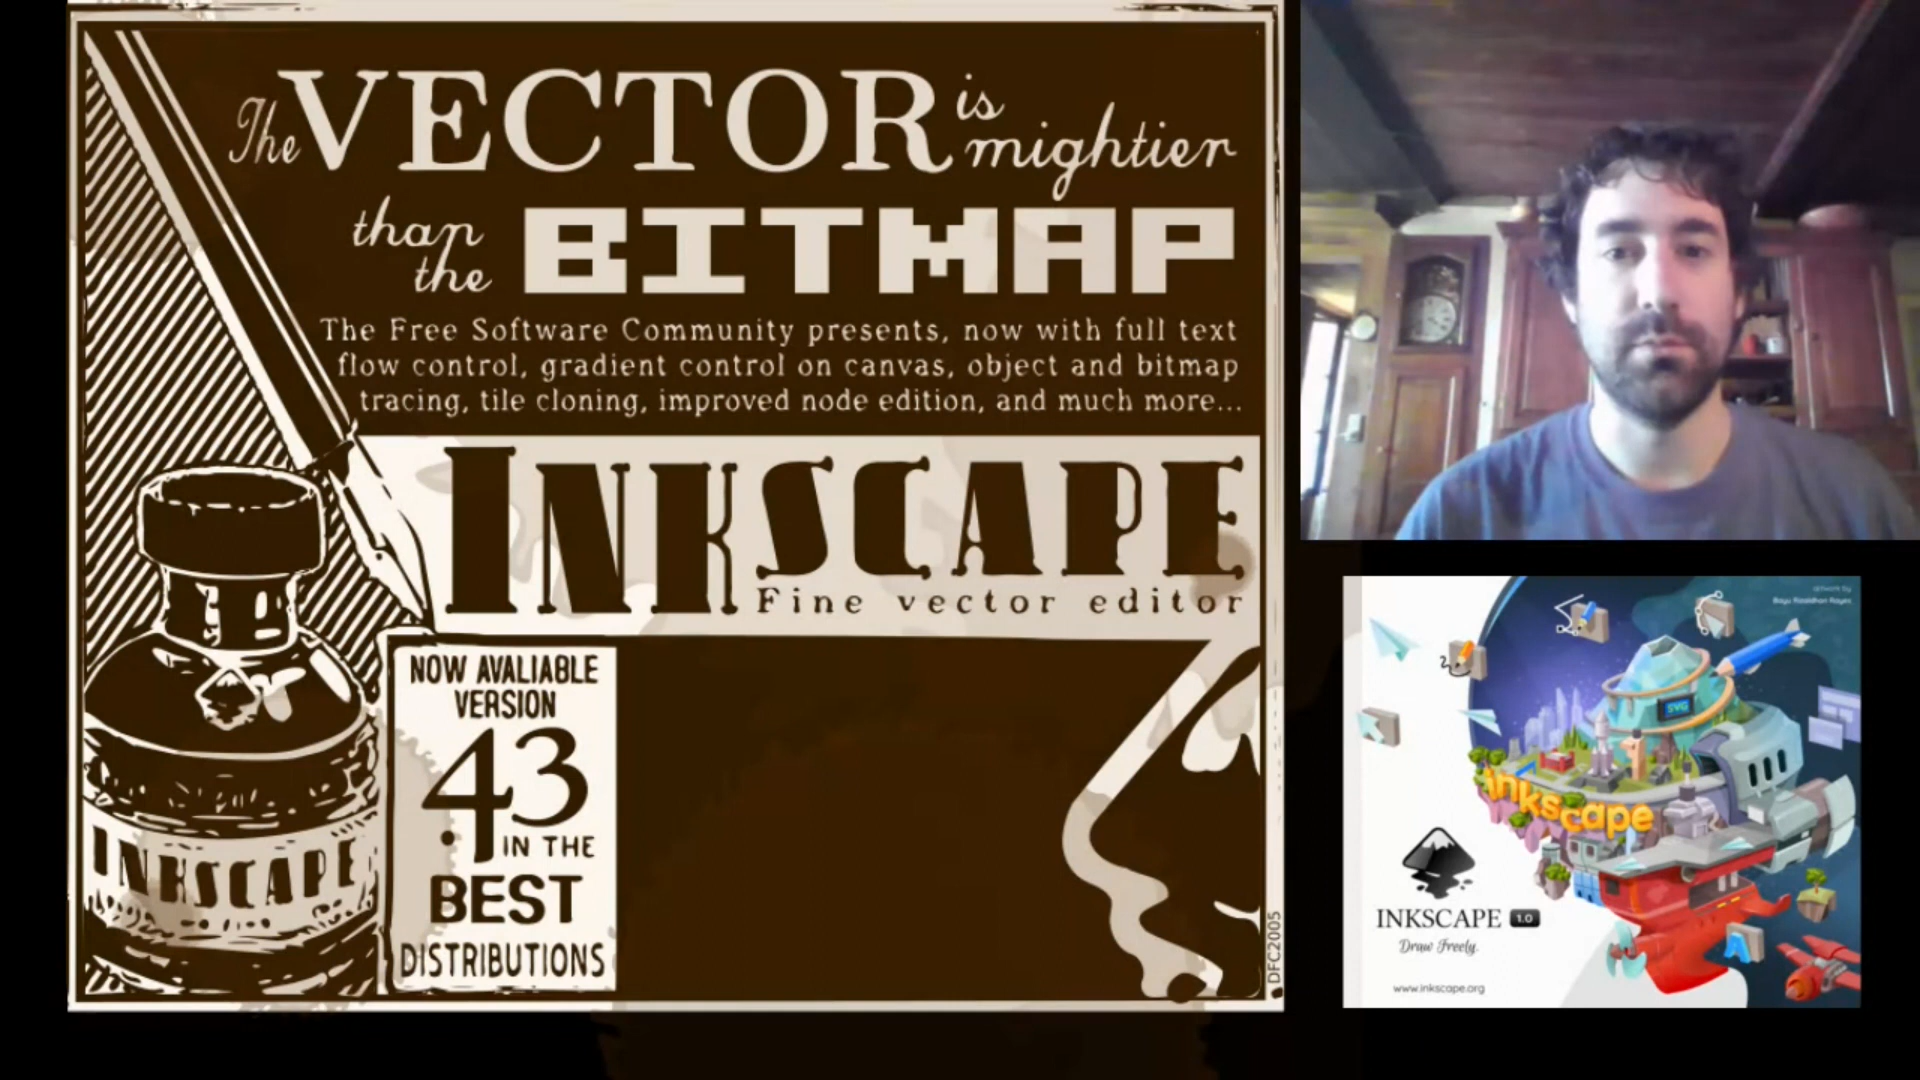 The VECTOR is
mightier
than
the BITMAP
The Free Software Community presents, now with full text
flow control, gradient control on canvas, object and bitmap
tracing, tile cloning, improved node edition, and much more...
INKSCAPE
Fine vector editor
NOW AVALIABLE
VERSION
.43
IN THE
BEST
DISTRIBUTIONS
INKSCAPE
DFC2005
artwork by
SVG
inkscape
INKSCAPE 1.0
Draw Freely.
www.inkscape.org